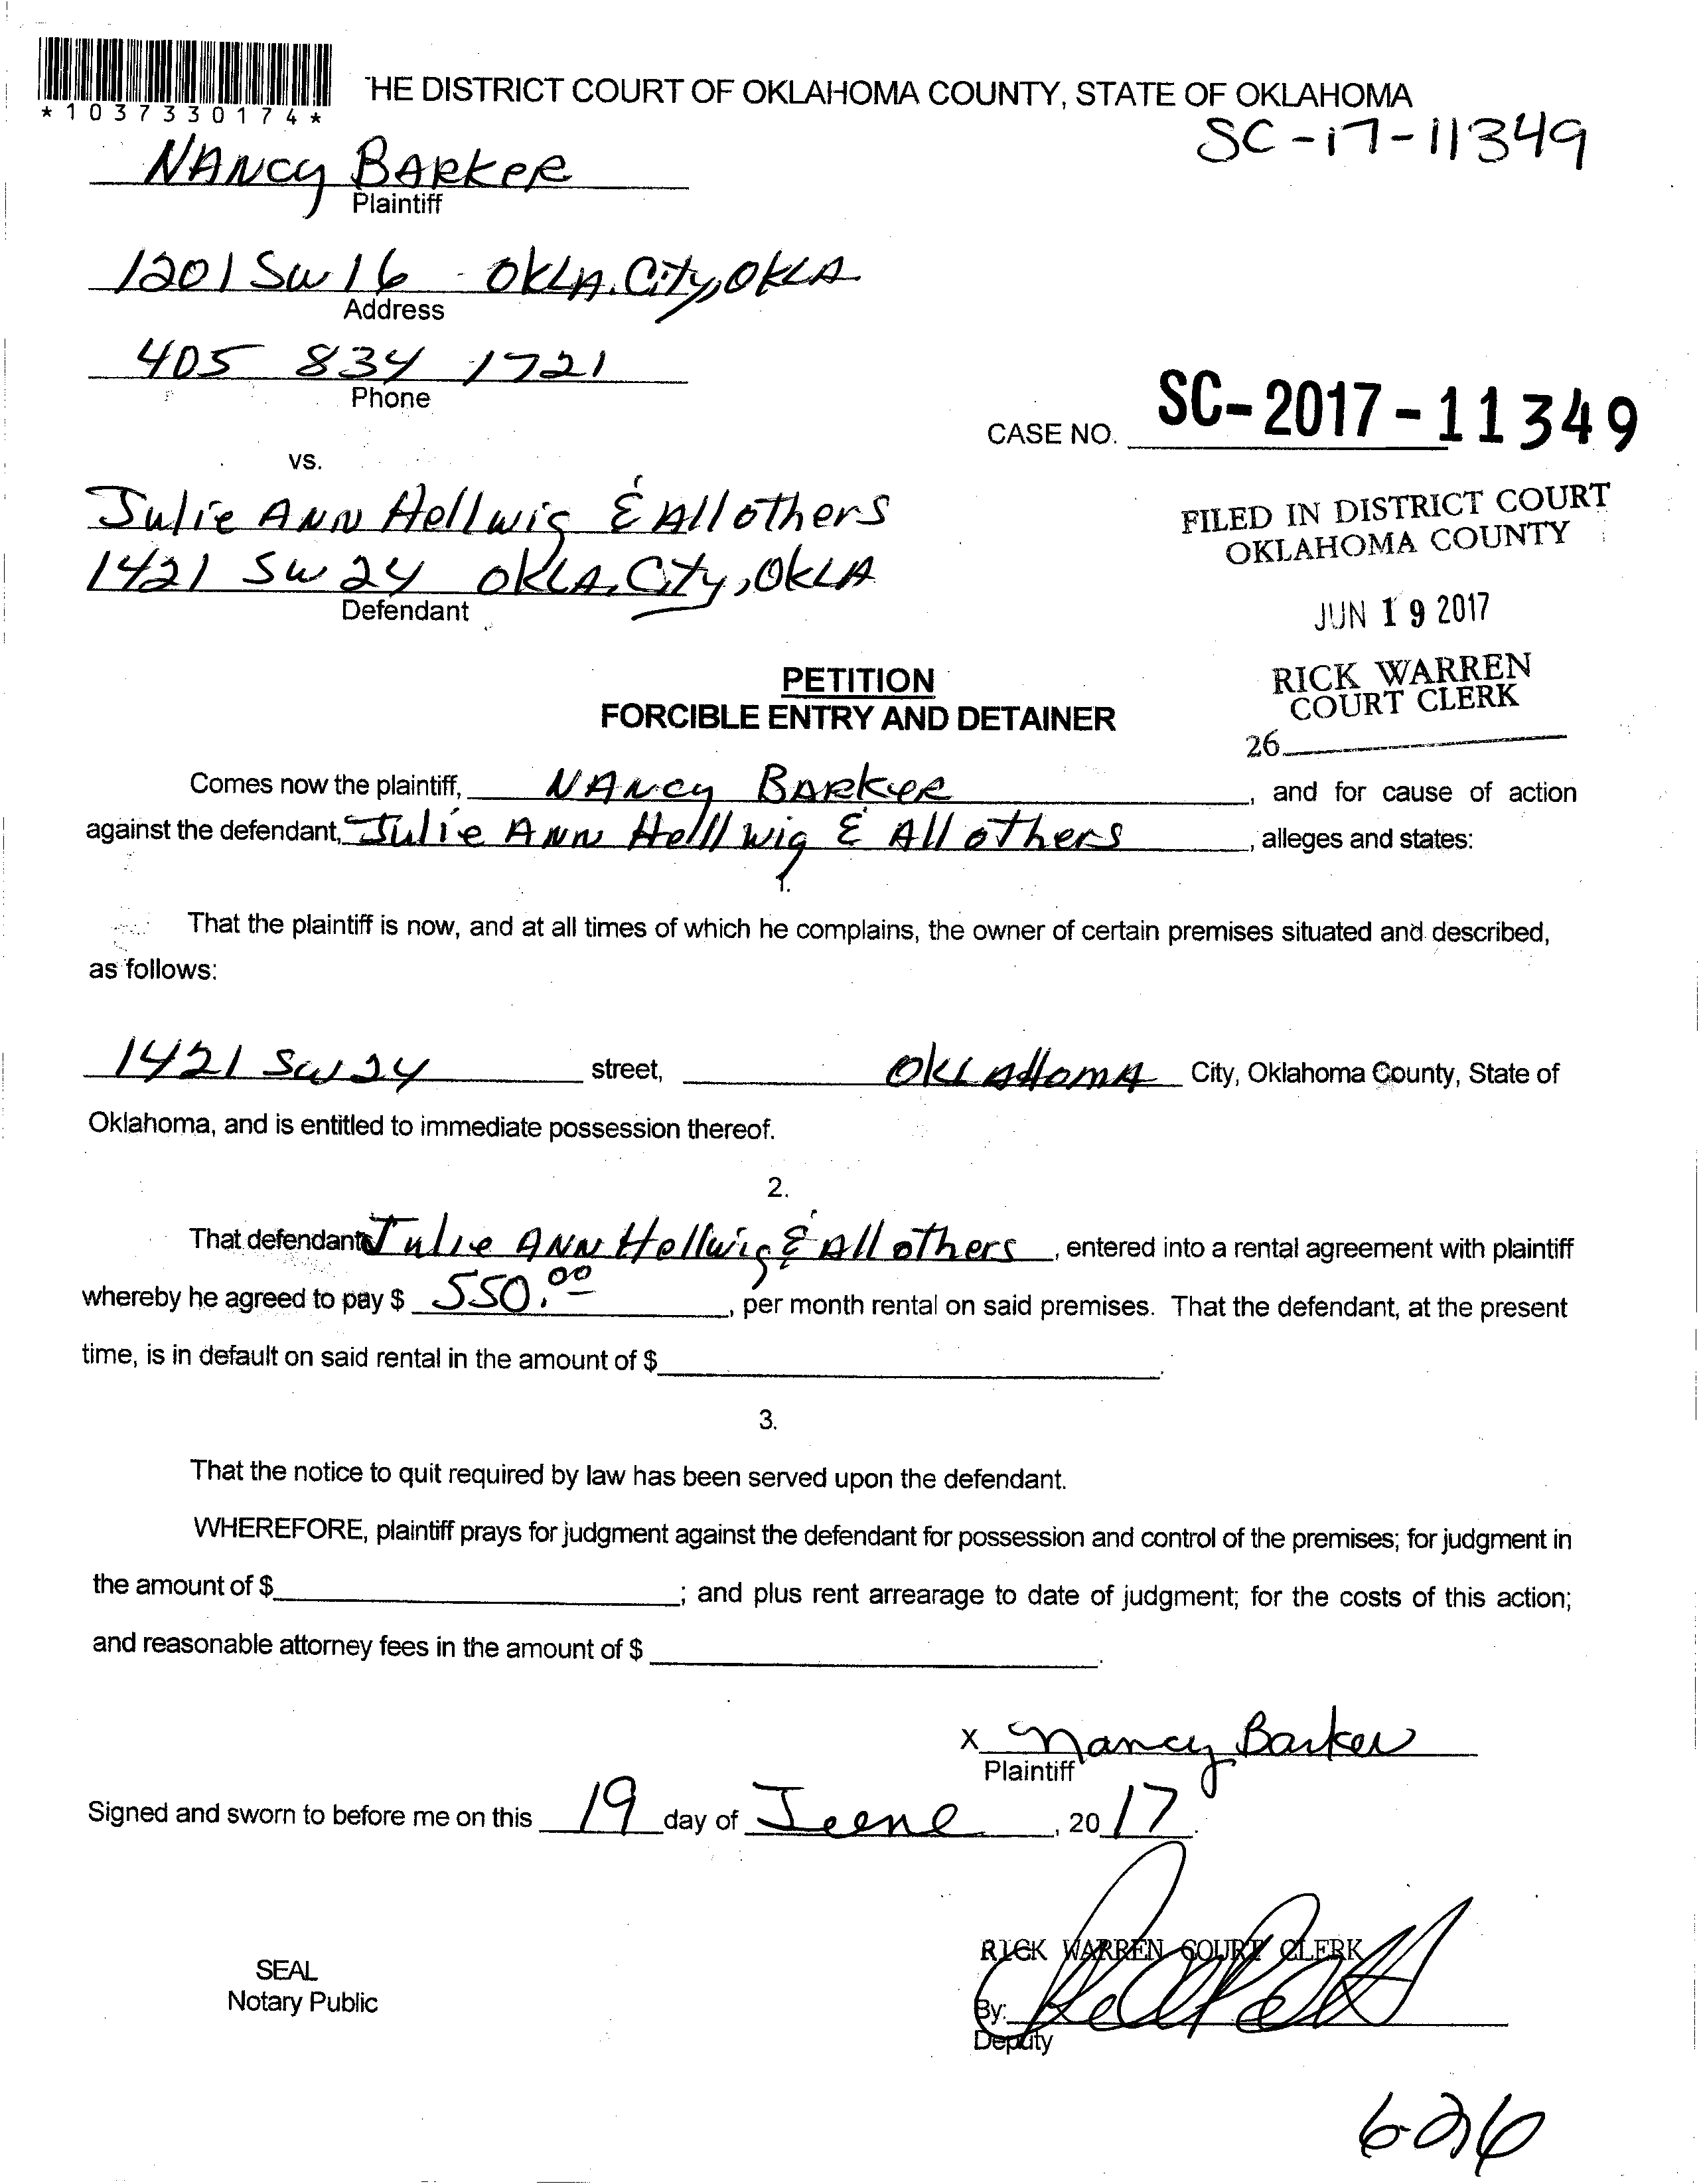 *1037330174*
THE DISTRICT COURT OF OKLAHOMA COUNTY, STATE OF OKLAHOMA
SC-17-11349
NANCY BARKER
Plaintiff
1201 SW 16 - OKLA. City, OKLA
Address
405 834 1721
Phone
CASE NO. SC-2017-11349
vs.
Julie ANN Hellwig & All others
1421 SW 24 OKLA. City, OKLA
Defendant
FILED IN DISTRICT COURT
OKLAHOMA COUNTY
JUN 19 2017
RICK WARREN
COURT CLERK
26
PETITION
FORCIBLE ENTRY AND DETAINER
Comes now the plaintiff, NANCY BARKER, and for cause of action
against the defendant, Julie ANN Helllwig & All others, alleges and states:
1.
That the plaintiff is now, and at all times of which he complains, the owner of certain premises situated and described,
as follows:
1421 SW 24 street, OKLAHOMA City, Oklahoma County, State of
Oklahoma, and is entitled to immediate possession thereof.
2.
That defendant Julie ANN Hellwig & All others, entered into a rental agreement with plaintiff
whereby he agreed to pay $ 550.00, per month rental on said premises. That the defendant, at the present
time, is in default on said rental in the amount of $.
3.
That the notice to quit required by law has been served upon the defendant.
WHEREFORE, plaintiff prays for judgment against the defendant for possession and control of the premises; for judgment in
the amount of $; and plus rent arrearage to date of judgment; for the costs of this action;
and reasonable attorney fees in the amount of $.
X Nancy Barker
Plaintiff
Signed and sworn to before me on this 19 day of Jeene, 20 17.
RICK WARREN COURT CLERK
SEAL
Notary Public
By:
Deputy
626